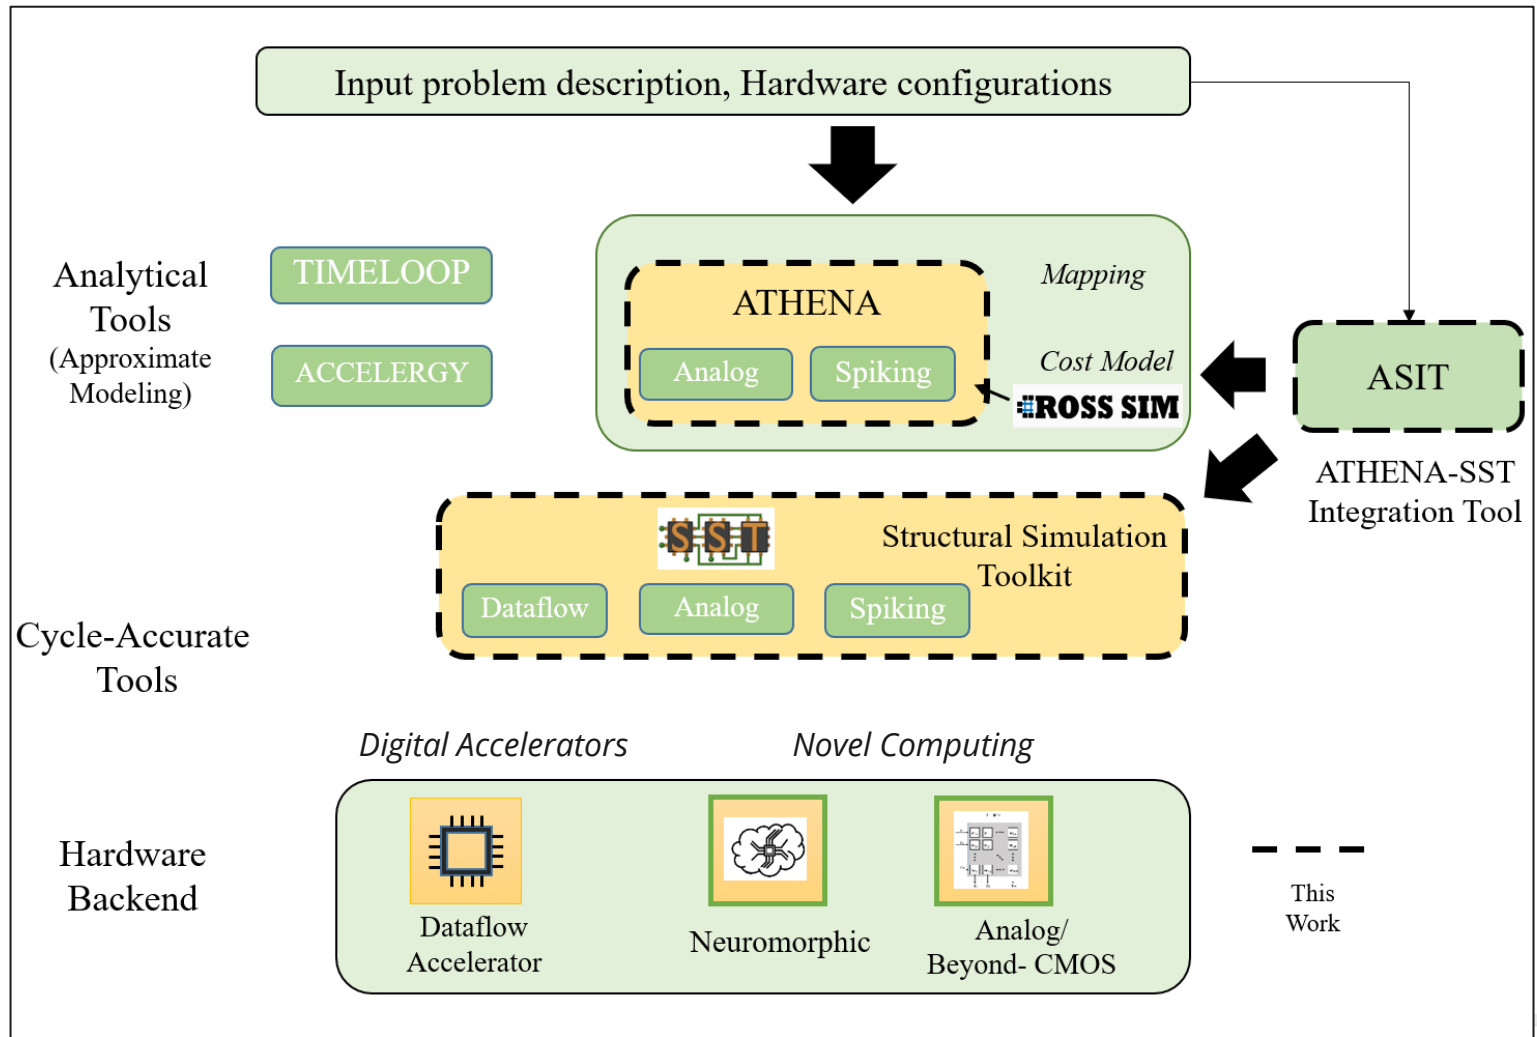 Input problem description, Hardware configurations
Analytical
Tools
(Approximate
Modeling)
TIMELOOP
ACCELERGY
ATHENA
Analog
Spiking
Mapping
Cost Model
ROSS SIM
ASIT
ATHENA-SST
Integration Tool
SST
Structural Simulation
Toolkit
Dataflow
Analog
Spiking
Cycle-Accurate
Tools
Digital Accelerators
Novel Computing
Hardware
Backend
Dataflow
Accelerator
Neuromorphic
Analog/
Beyond- CMOS
This
Work